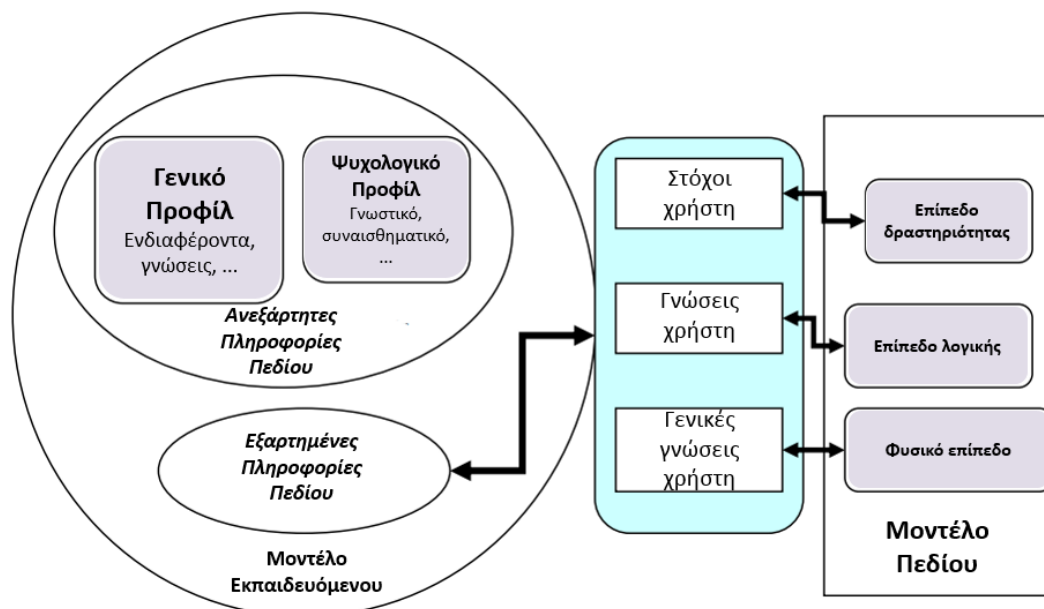 Γενικό
Προφίλ
Ενδιαφέροντα,
γνώσεις, ...
Ψυχολογικό
Προφίλ
Γνωστικό,
συναισθηματικό,
...
Ανεξάρτητες
Πληροφορίες
Πεδίου
Εξαρτημένες
Πληροφορίες
Πεδίου
Μοντέλο
Εκπαιδευόμενου
Στόχοι
χρήστη
Γνώσεις
χρήστη
Γενικές
γνώσεις
χρήστη
Επίπεδο
δραστηριότητας
Επίπεδο λογικής
Φυσικό επίπεδο
Μοντέλο
Πεδίου